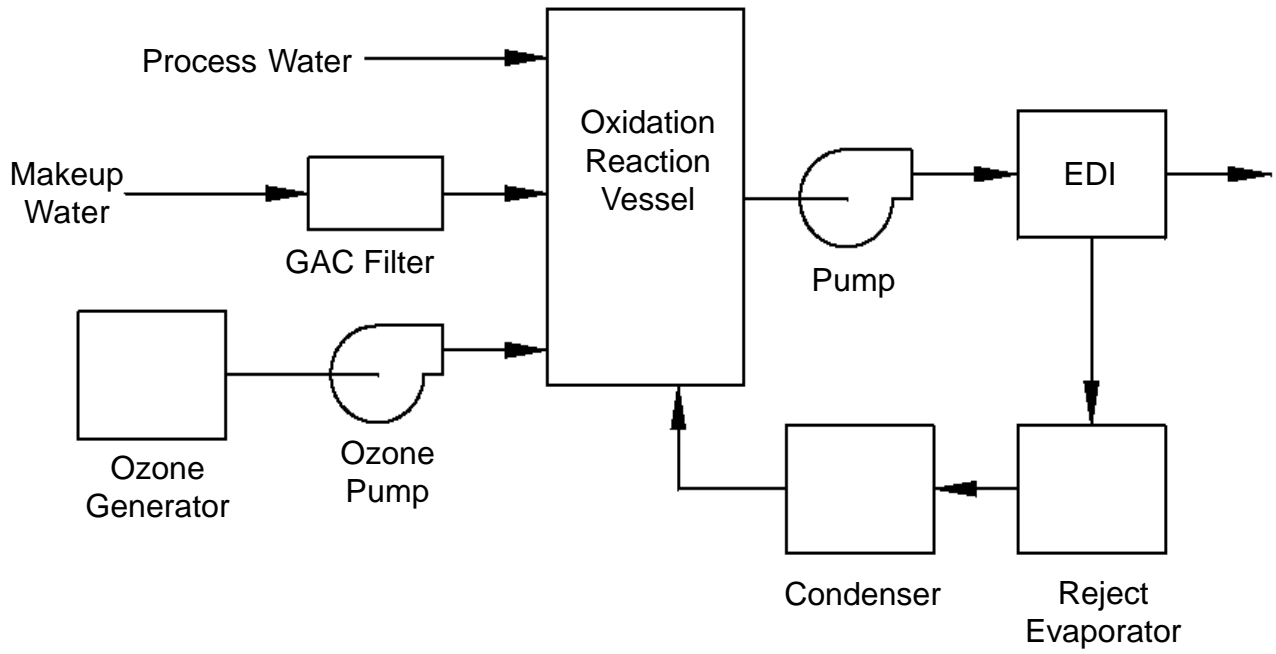 Process Water
Oxidation
Reaction
Vessel
Makeup
Water
GAC Filter
EDI
Pump
Ozone
Generator
Ozone
Pump
Condenser
Reject
Evaporator